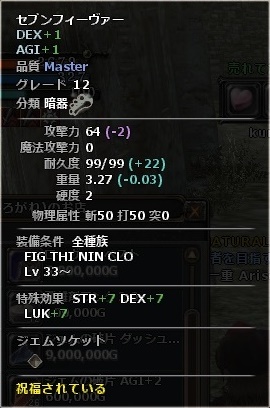 セブンフィーヴァー
DEX+1
AGI+1
品質 Master
グレード 12
分類 暗器
攻撃力 64 (-2)
魔法攻撃力 0
耐久度 99/99 (+22)
重量 3.27 (-0.03)
硬度 2
物理属性 斬50 打50 突0
装備条件 全種族
FIG THI NIN CLO
Lv 33～
特殊効果 STR+7 DEX+7
LUK+7
ジェムソケット
祝福されている